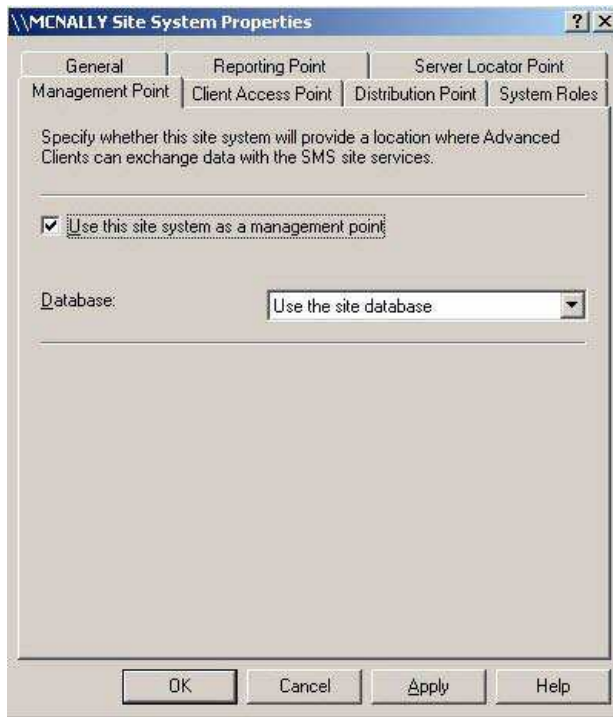 \\MCNALLY Site System Properties
General Reporting Point Server Locator Point
Management Point Client Access Point Distribution Point System Roles
Specify whether this site system will provide a location where Advanced
Clients can exchange data with the SMS site services.
Use this site system as a management point
Database: Use the site database
OK Cancel Apply Help